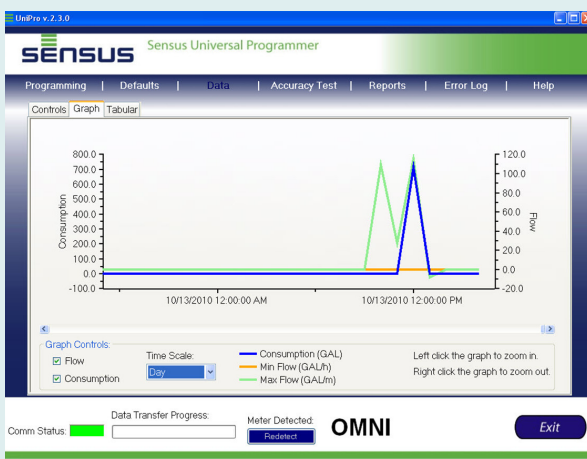 UniPro v.2.3.0
sensus Sensus Universal Programmer
Programming | Defaults | Data | Accuracy Test | Reports | Error Log | Help
Controls Graph Tabular
800.0
700.0
600.0
500.0
400.0
300.0
200.0
100.0
0.0
-100.0
Consumption
120.0
100.0
80.0
60.0
40.0
20.0
0.0
-20.0
Flow
10/13/2010 12:00:00 AM 10/13/2010 12:00:00 PM
Graph Controls:
Flow
Consumption
Time Scale:
Day
Consumption (GAL)
Min Flow (GAL/h)
Max Flow (GAL/m)
Left click the graph to zoom in.
Right click the graph to zoom out.
Comm Status:
Data Transfer Progress:
Meter Detected:
Redetect
OMNI
Exit